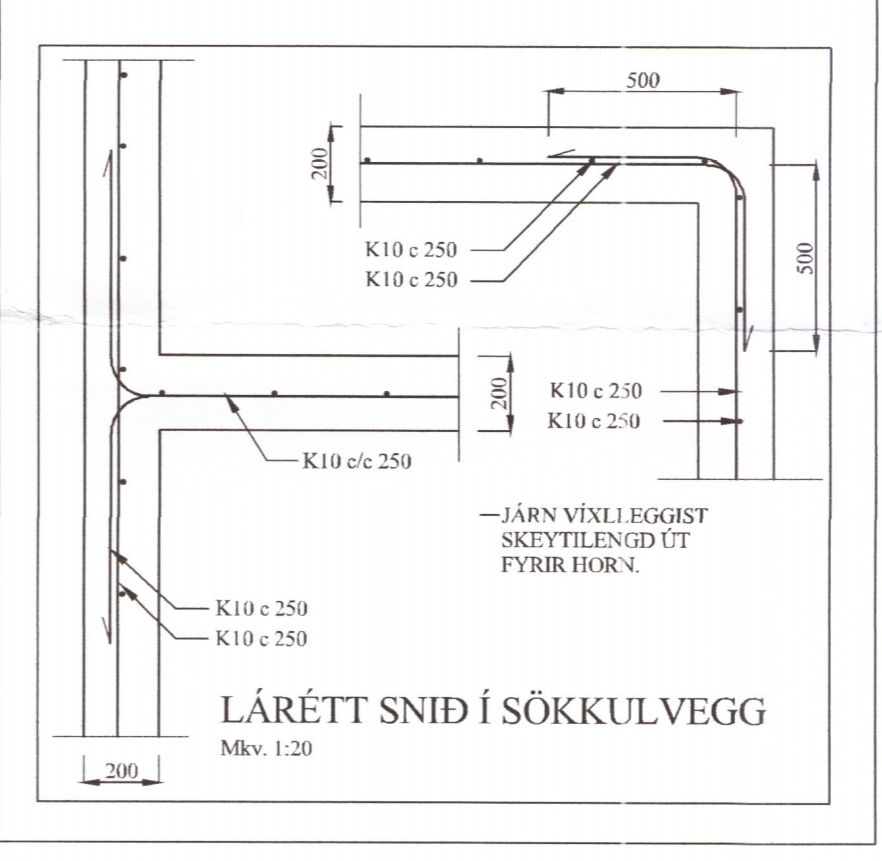 500
200
K10 c 250
K10 c 250
500
200
K10 c 250
K10 c 250
K10 c/c 250
—JÁRN VÍXLLEGGIST
SKEYTILENGD ÚT
FYRIR HORN.
K10 c 250
K10 c 250
LÁRÉTT SNIÐ Í SÖKKULVEGG
Mkv. 1:20
200